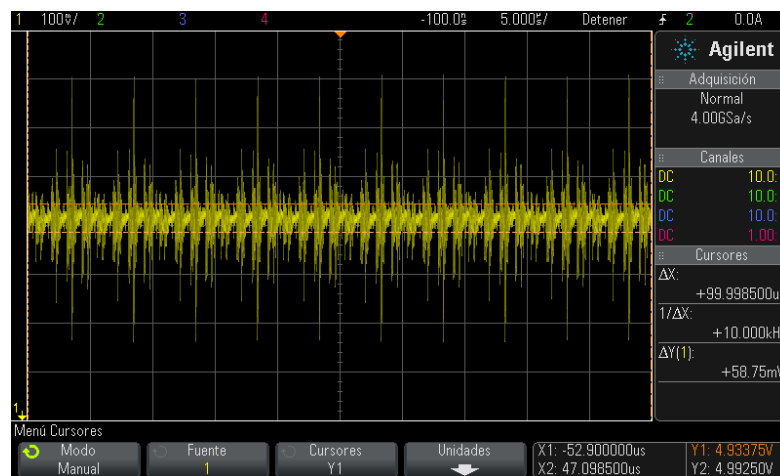 1 100㎷/ 2 3 4 -100.0㎱ 5.000㎲/ Detener 2 0.0A
Agilent
Adquisición
Normal
4.00GSa/s
Canales
DC 10.0:
DC 10.0:
DC 10.0:
DC 1.00:
Cursores
ΔX:
+99.998500u
1/ΔX:
+10.000kH
ΔY(1):
+58.75mV
1
Menú Cursores
Modo
Manual
Fuente
1
Cursores
Y1
Unidades
X1: -52.900000us
X2: 47.098500us
Y1: 4.93375V
Y2: 4.99250V